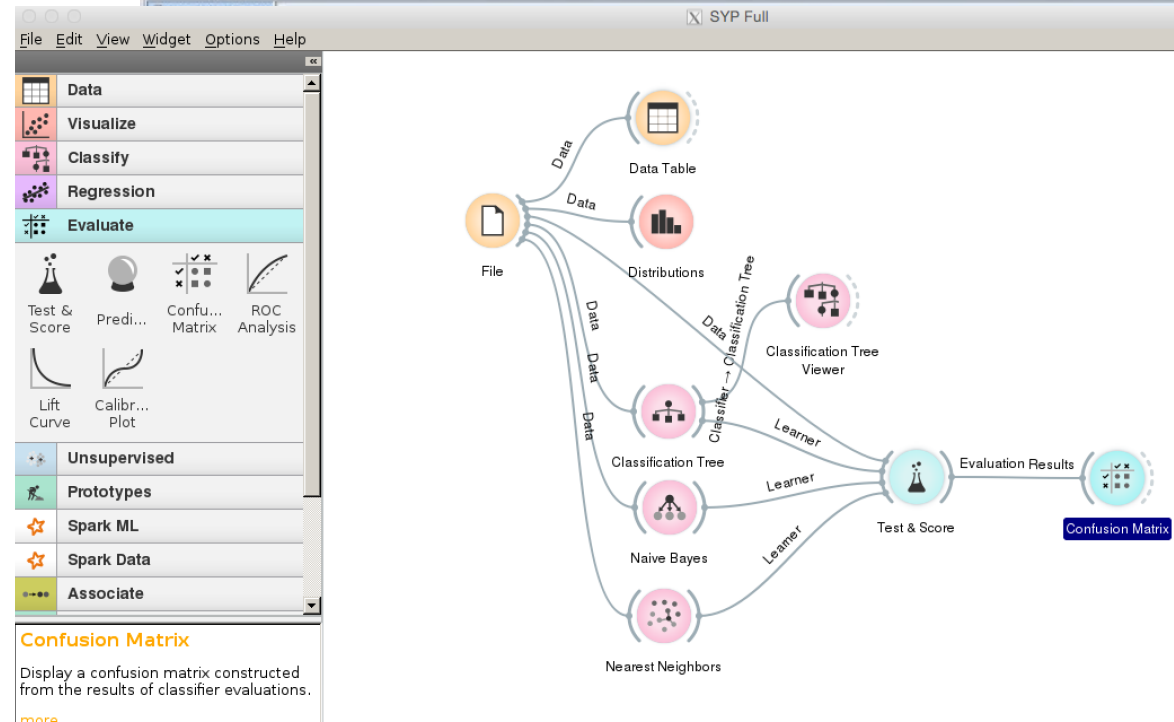 SYP Full
File Edit View Widget Options Help
Data
Visualize
Classify
Regression
Evaluate
Test & Score
Predi...
Confu... Matrix
ROC Analysis
Lift Curve
Calibr... Plot
Unsupervised
Prototypes
Spark ML
Spark Data
Associate
Confusion Matrix
Display a confusion matrix constructed
from the results of classifier evaluations.
more
File
Data
Data Table
Data
Distributions
Data
Data
Data
Data
Classifier → Classification Tree
Classification Tree
Viewer
Classification Tree
Learner
Naive Bayes
Learner
Nearest Neighbors
Learner
Test & Score
Evaluation Results
Confusion Matrix